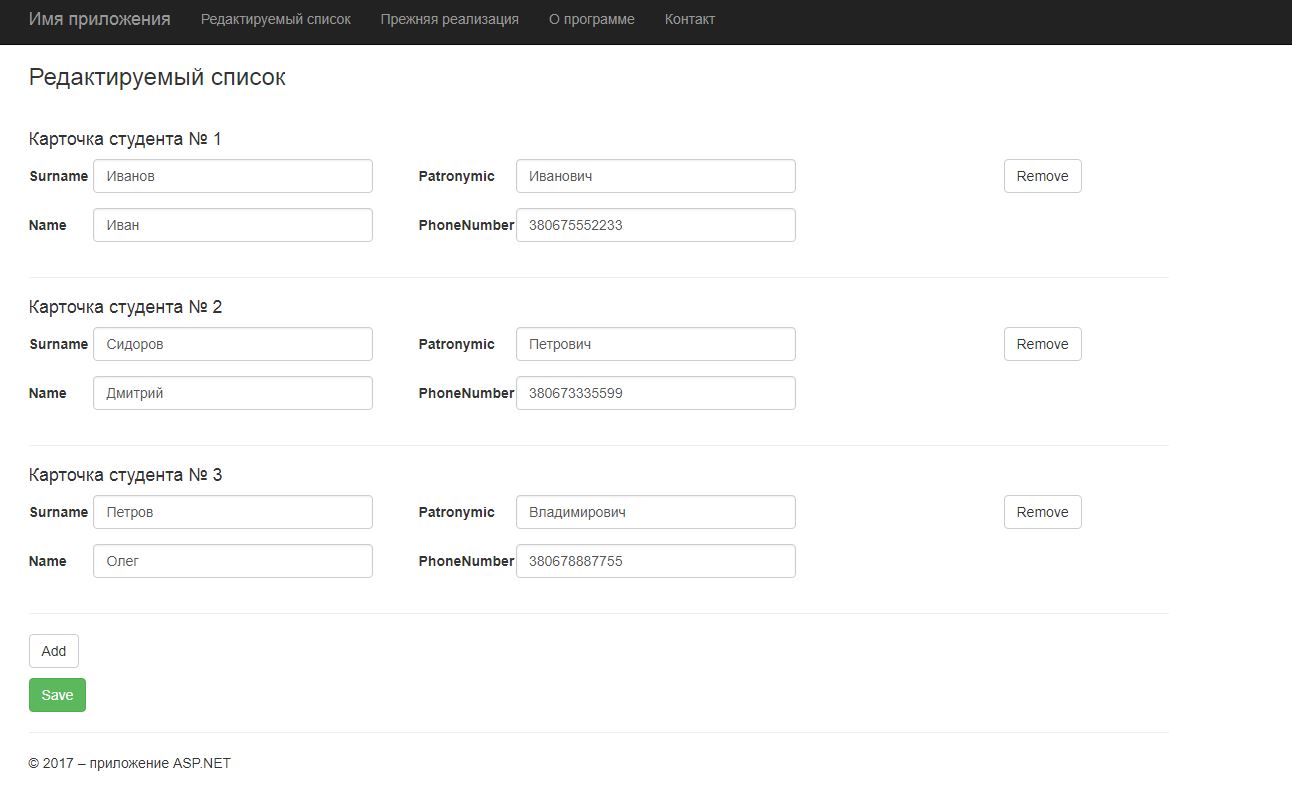 Имя приложения Редактируемый список Прежняя реализация О программе Контакт
Редактируемый список
Карточка студента № 1
Surname Иванов Patronymic Иванович Remove
Name Иван PhoneNumber 380675552233
Карточка студента № 2
Surname Сидоров Patronymic Петрович Remove
Name Дмитрий PhoneNumber 380673335599
Карточка студента № 3
Surname Петров Patronymic Владимирович Remove
Name Олег PhoneNumber 380678887755
Add
Save
© 2017 – приложение ASP.NET